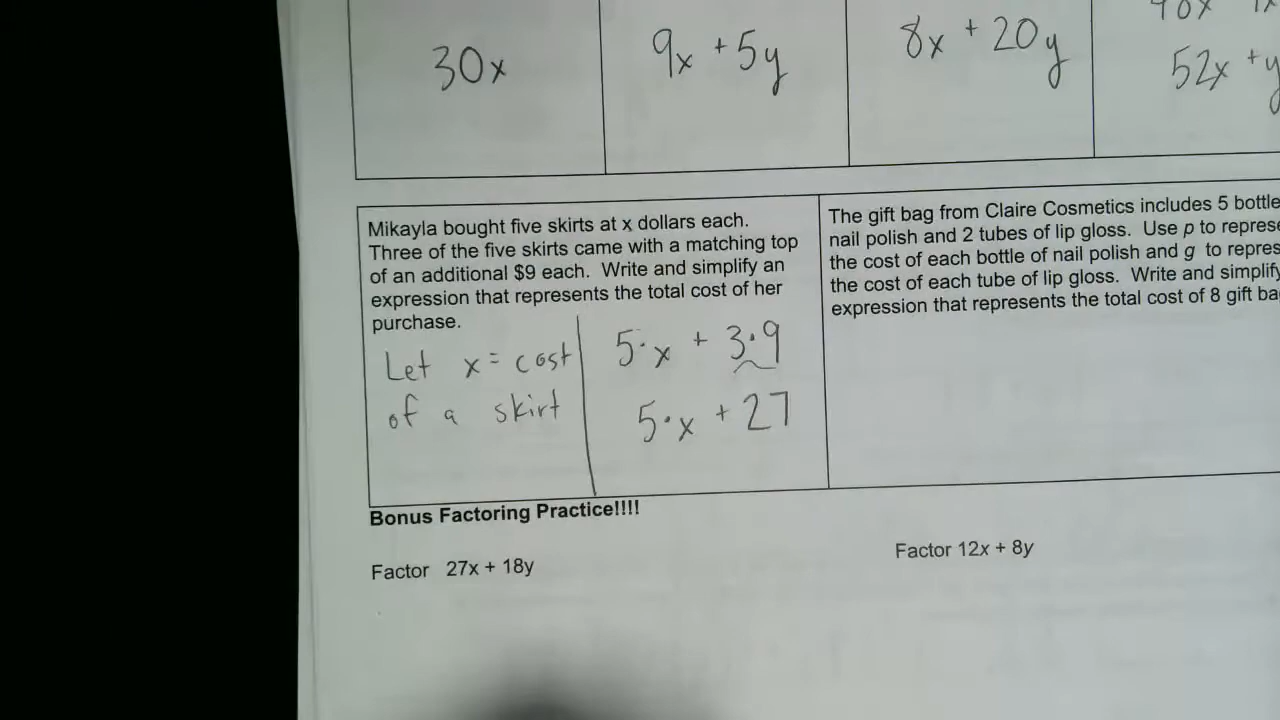 30x
9x + 5y
8x + 20y
52x + y
Mikayla bought five skirts at x dollars each.
Three of the five skirts came with a matching top
of an additional $9 each. Write and simplify an
expression that represents the total cost of her
purchase.
Let x = cost
of a skirt
5·x + 3·9
5·x + 27
The gift bag from Claire Cosmetics includes 5 bottle
nail polish and 2 tubes of lip gloss. Use p to represe
the cost of each bottle of nail polish and g to repres
the cost of each tube of lip gloss. Write and simplify
expression that represents the total cost of 8 gift ba
Bonus Factoring Practice!!!!
Factor 27x + 18y
Factor 12x + 8y